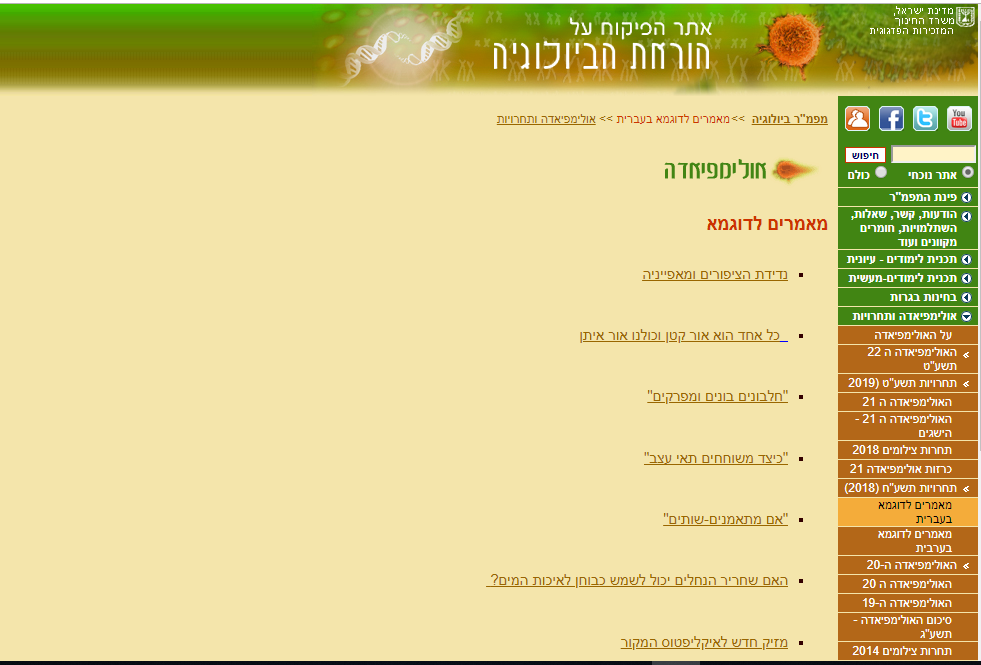 מדינת ישראל,
משרד החינוך
המזכירות הפדגוגית
אתר הפיקוח על
הוראת הביולוגיה
You
Tube
חיפוש
אתר נוכחי
כולם
פינת המפמ"ר
הודעות, קשר, שאלות,
השתלמויות, חומרים
מקוונים ועוד
תכנית לימודים - עיונית
תכנית לימודים-מעשית
בחינות בגרות
אולימפיאדה ותחרויות
על האולימפיאדה
האולימפיאדה ה 22
תשע"ט
תחרויות תשע"ט (2019)
האולימפיאדה ה 21
האולימפיאדה ה 21 -
הישגים
תחרות צילומים 2018
כרזות אולימפיאדה 21
תחרויות תשע"ח (2018)
מאמרים לדוגמא
בעברית
מאמרים לדוגמא
בערבית
האולימפיאדה ה-20
האולימפיאדה ה 20
האולימפיאדה ה-19
סיכום האולימפיאדה -
תשע"ג
תחרות צילומים 2014
מפמ"ר ביולוגיה >> מאמרים לדוגמא בעברית >> אולימפיאדה ותחרויות
אולימפיאדה
מאמרים לדוגמא
נדידת הציפורים ומאפייניה
כל אחד הוא אור קטן וכולנו אור איתן
"חלבונים בונים ומפרקים"
"כיצד משוחחים תאי עצב"
"אם מתאמנים-שותים"
האם שחריר הנחלים יכול לשמש כבוחן לאיכות המים?
מזיק חדש לאיקליפטוס המקור